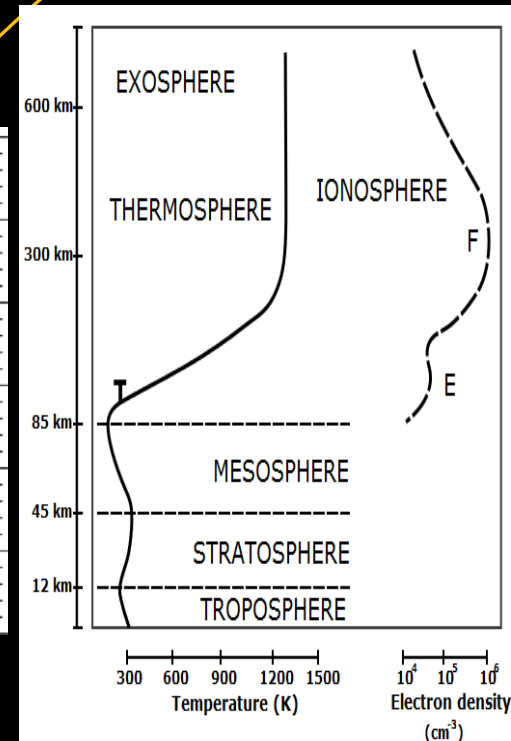 EXOSPHERE
600 km
IONOSPHERE
THERMOSPHERE
F
300 km
T
E
85 km
MESOSPHERE
45 km
STRATOSPHERE
12 km
TROPOSPHERE
300 600 900 1200 1500
10⁴ 10⁵ 10⁶
Temperature (K)
Electron density
(cm⁻³)